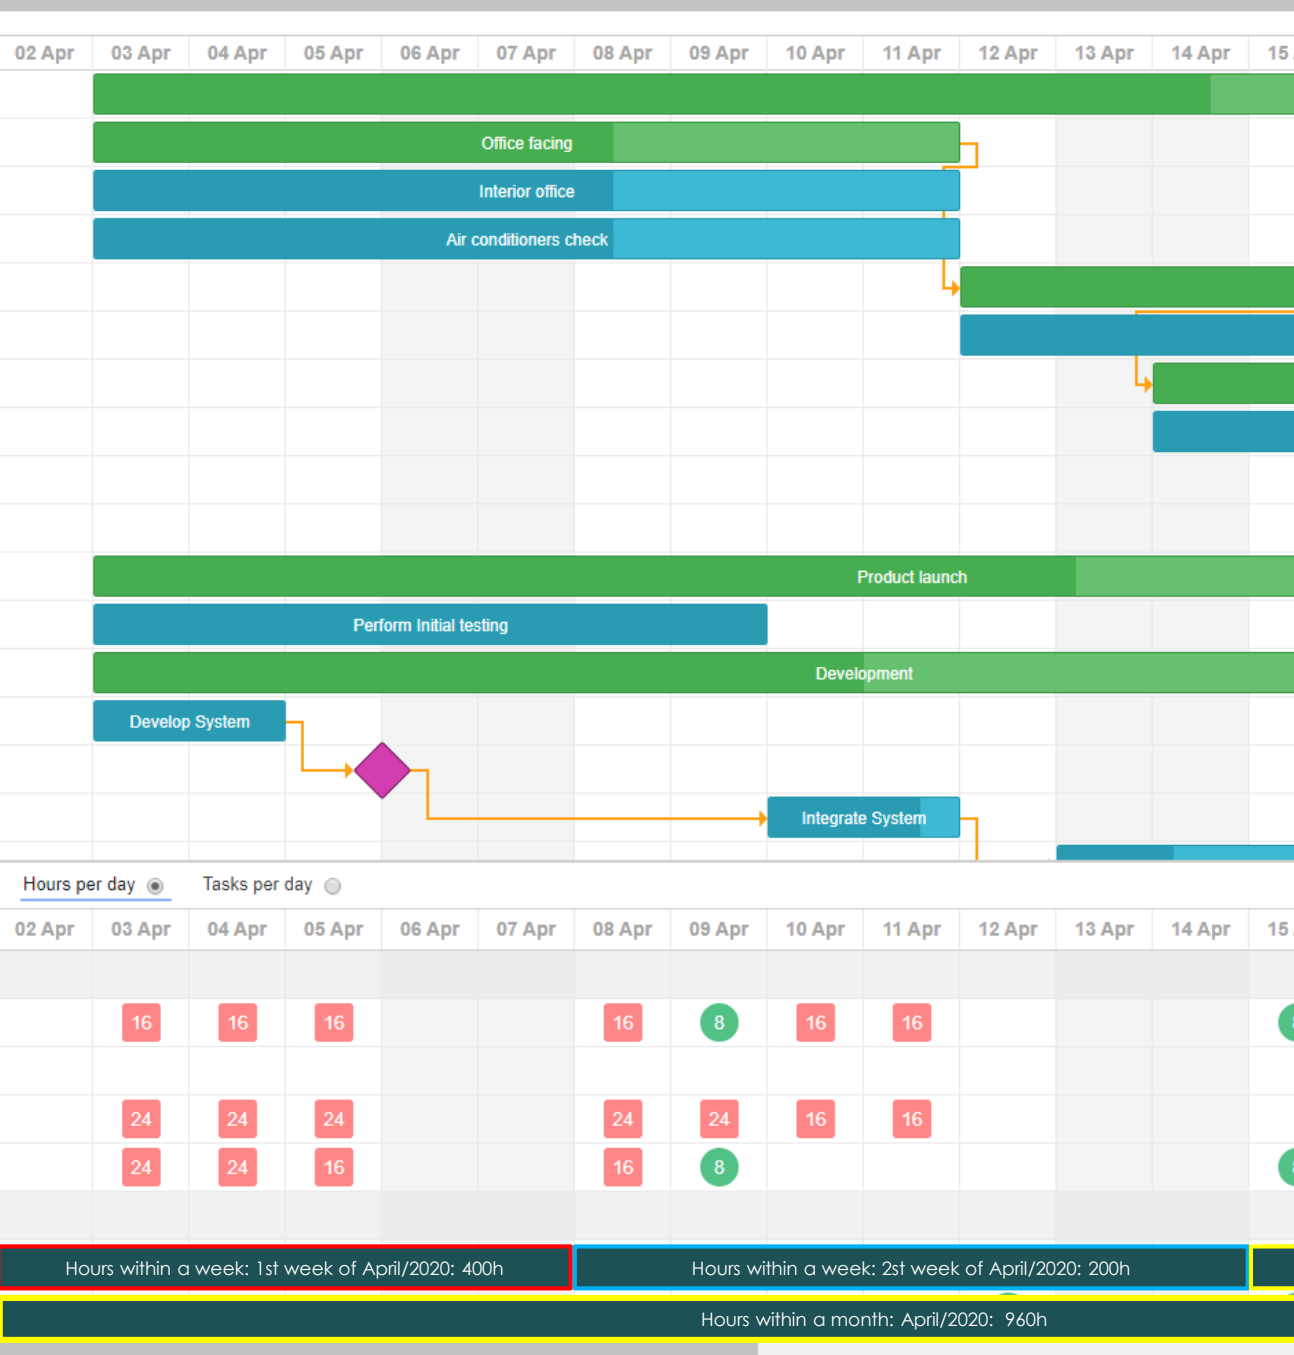 02 Apr 03 Apr 04 Apr 05 Apr 06 Apr 07 Apr 08 Apr 09 Apr 10 Apr 11 Apr 12 Apr 13 Apr 14 Apr 15
Office facing
Interior office
Air conditioners check
Product launch
Perform Initial testing
Development
Develop System
Integrate System
Hours per day Tasks per day
02 Apr 03 Apr 04 Apr 05 Apr 06 Apr 07 Apr 08 Apr 09 Apr 10 Apr 11 Apr 12 Apr 13 Apr 14 Apr 15
16 16 16 16 8 16 16
24 24 24 24 24 16 16
24 24 16 16 8
Hours within a week: 1st week of April/2020: 400h Hours within a week: 2st week of April/2020: 200h
Hours within a month: April/2020: 960h